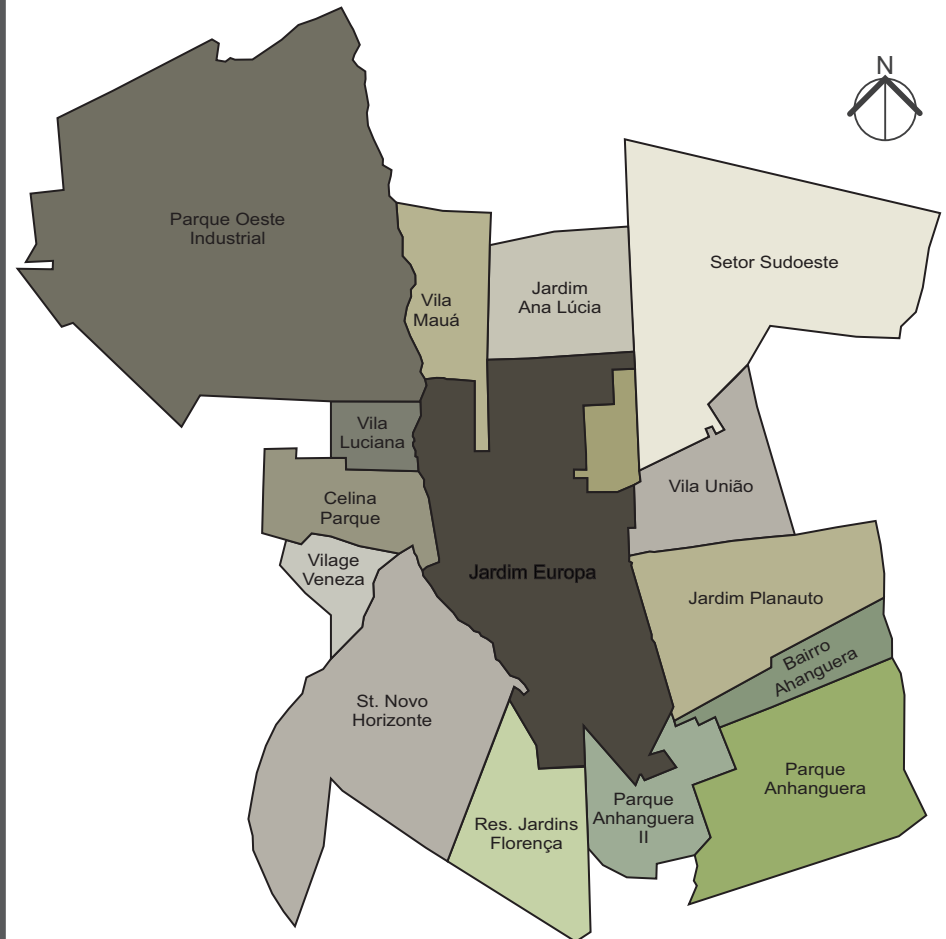 N
Parque Oeste
Industrial
Setor Sudoeste
Jardim
Ana Lúcia
Vila
Mauá
Vila
Luciana
Vila União
Celina
Parque
Vilage
Veneza
Jardim Europa
Jardim Planauto
Bairro
Ahanguera
St. Novo
Horizonte
Parque
Anhanguera
Parque
Anhanguera
II
Res. Jardins
Florença